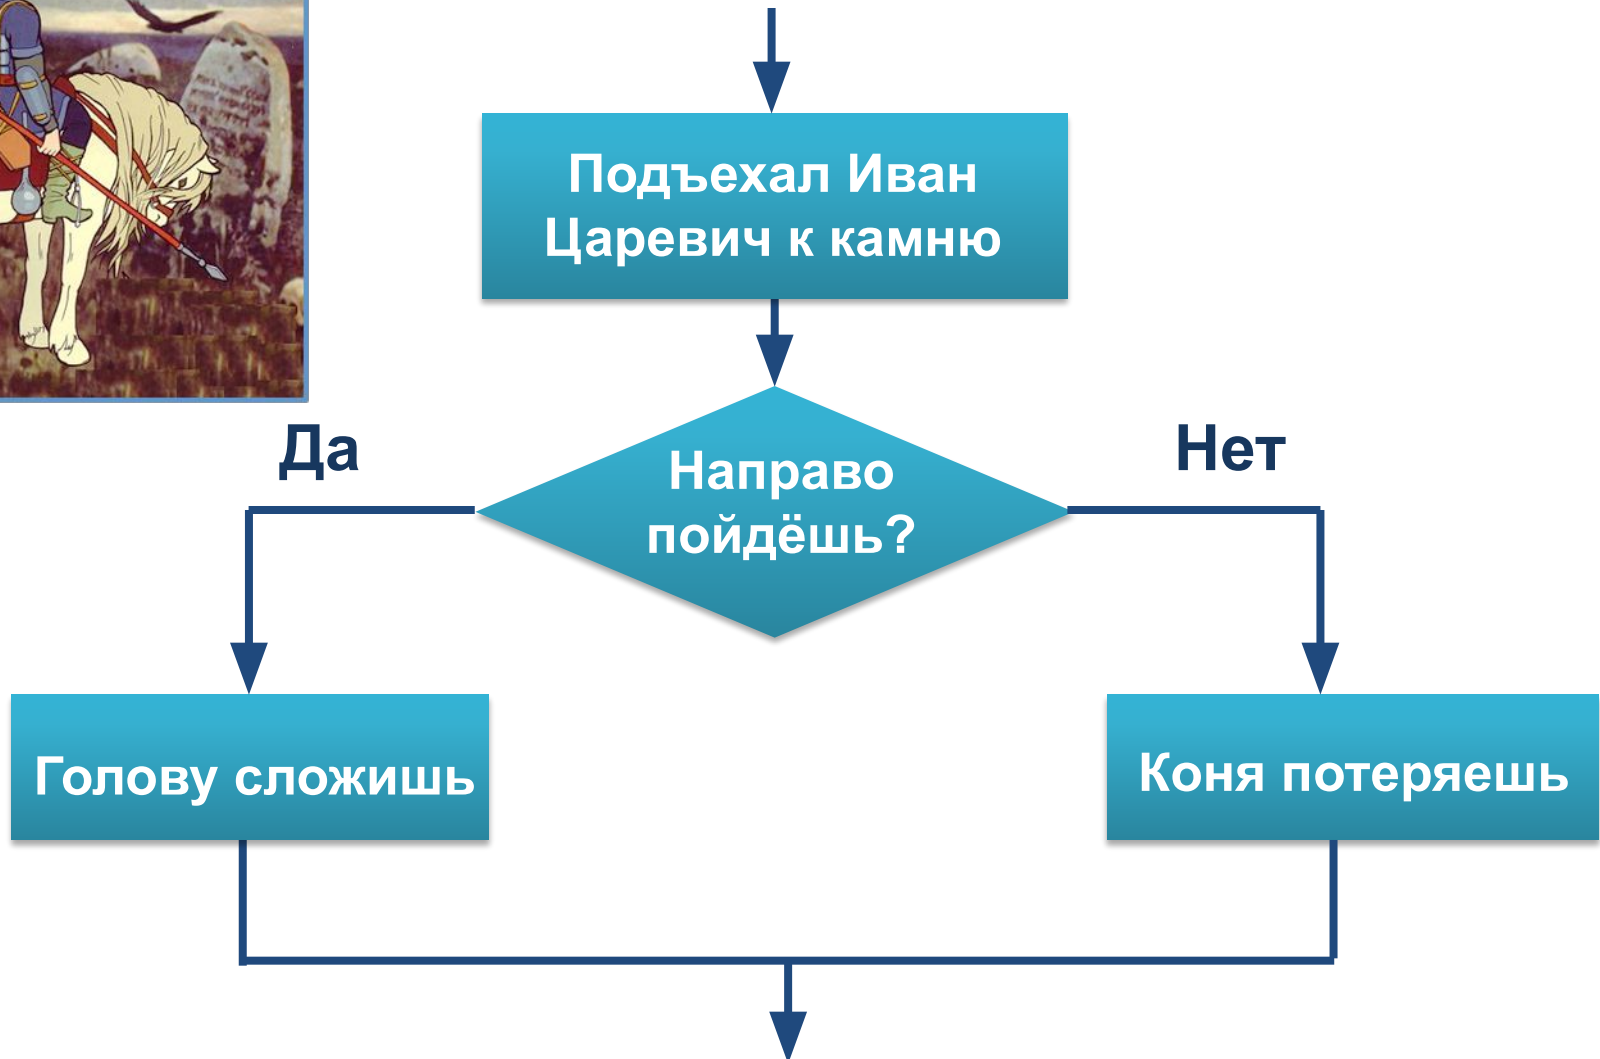 Подъехал Иван
Царевич к камню
Да
Нет
Направо
пойдёшь?
Голову сложишь
Коня потеряешь